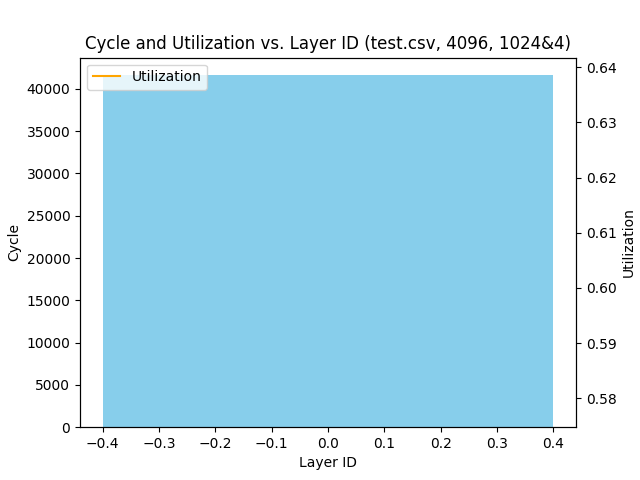 Cycle and Utilization vs. Layer ID (test.csv, 4096, 1024&4)
Utilization
40000
35000
30000
25000
20000
15000
10000
5000
0
Cycle
0.64
0.63
0.62
0.61
0.60
0.59
0.58
Utilization
−0.4 −0.3 −0.2 −0.1 0.0 0.1 0.2 0.3 0.4
Layer ID